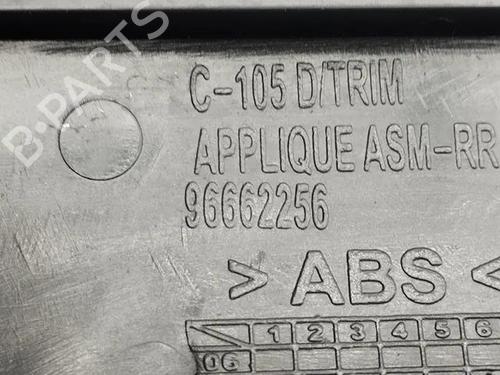 B-PARTS
C-105 D/TRIM
APPLIQUE ASM-RR
96662256
> ABS <
1 2 3 4 5 6
06